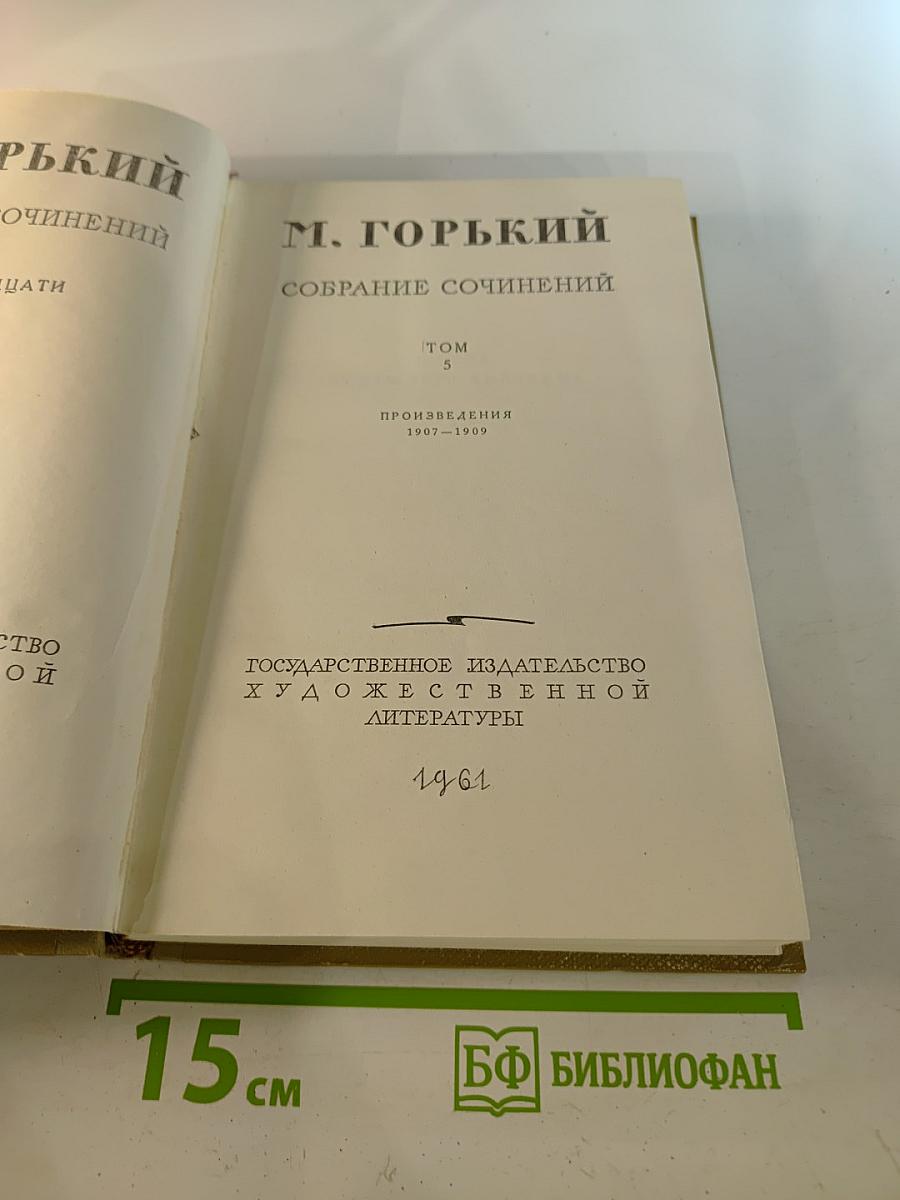 РЬКИЙ
ОЧИНЕНИЙ
ЦАТИ
СТВО
ОЙ
М. ГОРЬКИЙ
СОБРАНИЕ СОЧИНЕНИЙ
ТОМ
5
ПРОИЗВЕДЕНИЯ
1907—1909
ГОСУДАРСТВЕННОЕ ИЗДАТЕЛЬСТВО
ХУДОЖЕСТВЕННОЙ
ЛИТЕРАТУРЫ
1961
15 см
БФ БИБЛИОФАН